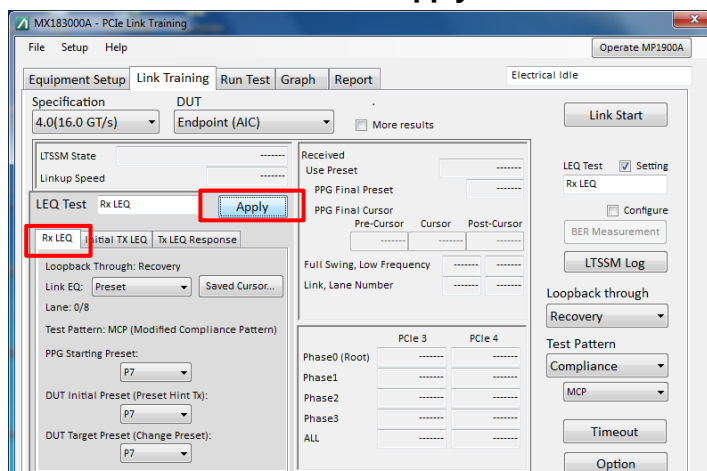 Apply
MX183000A - PCIe Link Training
File Setup Help
Operate MP1900A
Equipment Setup Link Training Run Test Graph Report
Electrical Idle
Specification DUT
4.0(16.0 GT/s) Endpoint (AIC)
More results
Link Start
LTSSM State -------
Linkup Speed -------
Received
Use Preset -------
PPG Final Preset -------
PPG Final Cursor
Pre-Cursor Cursor Post-Cursor
------- ------- -------
Full Swing, Low Frequency ------- -------
Link, Lane Number ------- -------
LEQ Test Setting
Rx LEQ
Configure
BER Measurement
LTSSM Log
LEQ Test Rx LEQ Apply
Rx LEQ Initial TX LEQ Tx LEQ Response
Loopback Through: Recovery
Link EQ: Preset Saved Cursor...
Lane: 0/8
Test Pattern: MCP (Modified Compliance Pattern)
PPG Starting Preset:
P7
DUT Initial Preset (Preset Hint Tx):
P7
DUT Target Preset (Change Preset):
P7
PCIe 3 PCIe 4
Phase0 (Root) ------- -------
Phase1 ------- -------
Phase2 ------- -------
Phase3 ------- -------
ALL ------- -------
Loopback through
Recovery
Test Pattern
Compliance
MCP
Timeout
Option